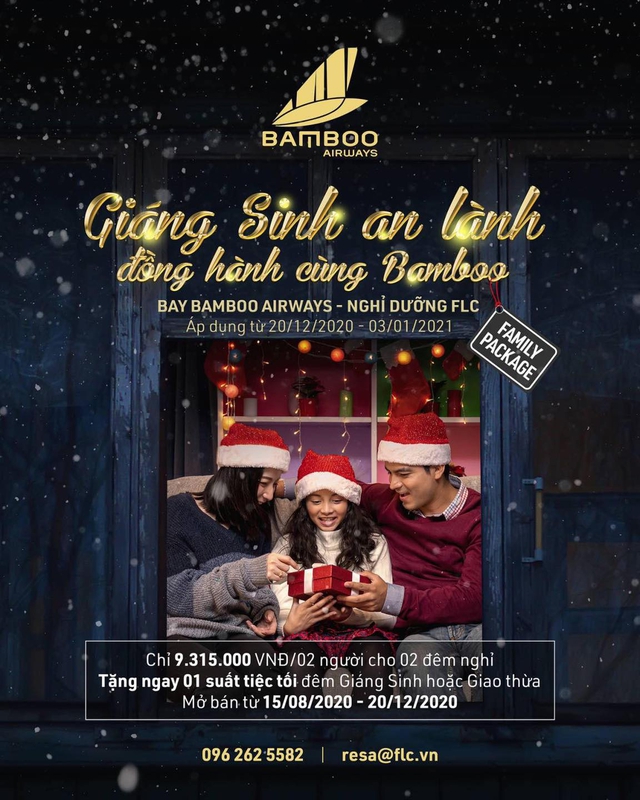 BAMBOO
AIRWAYS
Giáng Sinh an lành
đồng hành cùng Bamboo
BAY BAMBOO AIRWAYS - NGHỈ DƯỠNG FLC
Áp dụng từ 20/12/2020 - 03/01/2021
FAMILY
PACKAGE
Chỉ 9.315.000 VNĐ/02 người cho 02 đêm nghỉ
Tặng ngay 01 suất tiệc tối đêm Giáng Sinh hoặc Giao thừa
Mở bán từ 15/08/2020 - 20/12/2020
096 262 5582 | resa@flc.vn